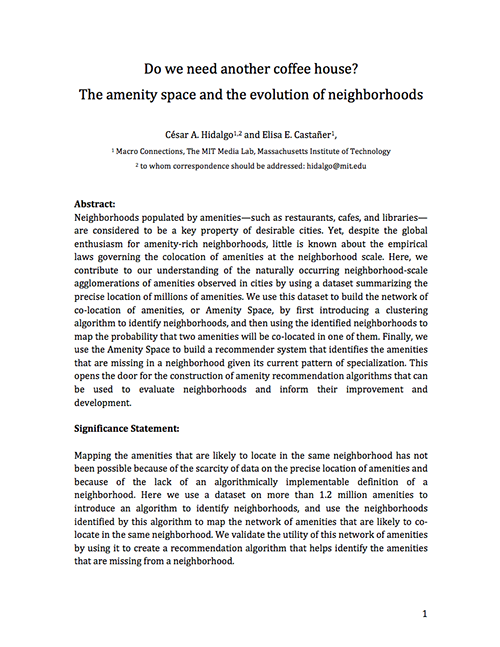 Do we need another coffee house?
The amenity space and the evolution of neighborhoods
César A. Hidalgo1,2 and Elisa E. Castañer1,
1 Macro Connections, The MIT Media Lab, Massachusetts Institute of Technology
2 to whom correspondence should be addressed: hidalgo@mit.edu
Abstract:
Neighborhoods populated by amenities—such as restaurants, cafes, and libraries—
are considered to be a key property of desirable cities. Yet, despite the global
enthusiasm for amenity-rich neighborhoods, little is known about the empirical
laws governing the colocation of amenities at the neighborhood scale. Here, we
contribute to our understanding of the naturally occurring neighborhood-scale
agglomerations of amenities observed in cities by using a dataset summarizing the
precise location of millions of amenities. We use this dataset to build the network of
co-location of amenities, or Amenity Space, by first introducing a clustering
algorithm to identify neighborhoods, and then using the identified neighborhoods to
map the probability that two amenities will be co-located in one of them. Finally, we
use the Amenity Space to build a recommender system that identifies the amenities
that are missing in a neighborhood given its current pattern of specialization. This
opens the door for the construction of amenity recommendation algorithms that can
be used to evaluate neighborhoods and inform their improvement and
development.
Significance Statement:
Mapping the amenities that are likely to locate in the same neighborhood has not
been possible because of the scarcity of data on the precise location of amenities and
because of the lack of an algorithmically implementable definition of a
neighborhood. Here we use a dataset on more than 1.2 million amenities to
introduce an algorithm to identify neighborhoods, and use the neighborhoods
identified by this algorithm to map the network of amenities that are likely to co-
locate in the same neighborhood. We validate the utility of this network of amenities
by using it to create a recommendation algorithm that helps identify the amenities
that are missing from a neighborhood.
1